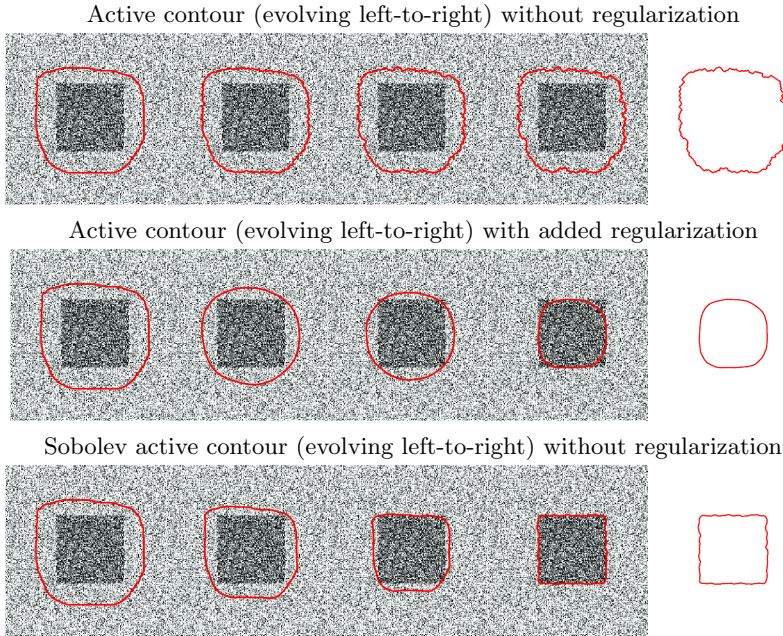 Active contour (evolving left-to-right) without regularization
Active contour (evolving left-to-right) with added regularization
Sobolev active contour (evolving left-to-right) without regularization